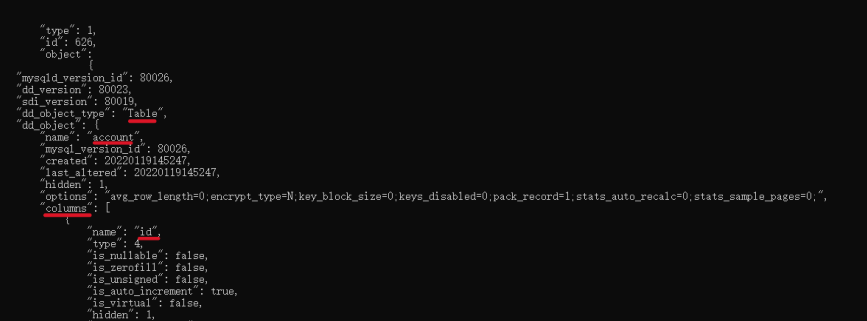 "type": 1,
"id": 626,
"object":
{
"mysqld_version_id": 80026,
"dd_version": 80023,
"sdi_version": 80019,
"dd_object_type": "Table",
"dd_object": {
"name": "account",
"mysql_version_id": 80026,
"created": 20220119145247,
"last_altered": 20220119145247,
"hidden": 1,
"options": "avg_row_length=0;encrypt_type=N;key_block_size=0;keys_disabled=0;pack_record=1;stats_auto_recalc=0;stats_sample_pages=0;",
"columns": [
{
"name": "id",
"type": 4,
"is_nullable": false,
"is_zerofill": false,
"is_unsigned": false,
"is_auto_increment": true,
"is_virtual": false,
"hidden": 1,